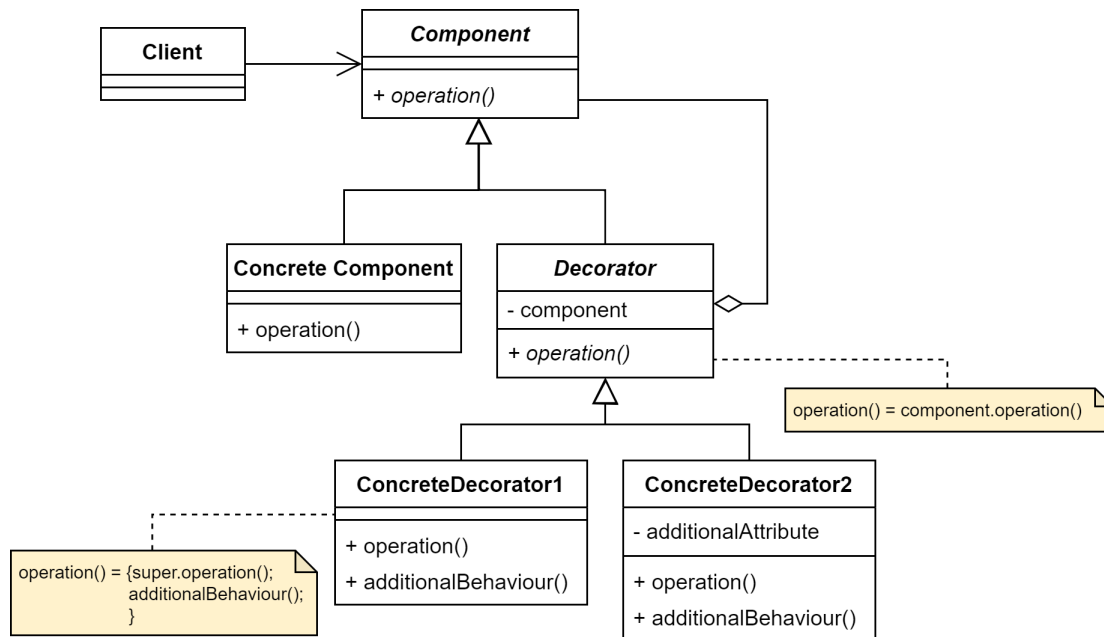 Component
Client
+ operation()
Concrete Component
Decorator
- component
+ operation()
+ operation()
operation() = component.operation()
ConcreteDecorator1
ConcreteDecorator2
- additionalAttribute
+ operation()
+ additionalBehaviour()
+ operation()
+ additionalBehaviour()
operation() = {super.operation();
additionalBehaviour();
}